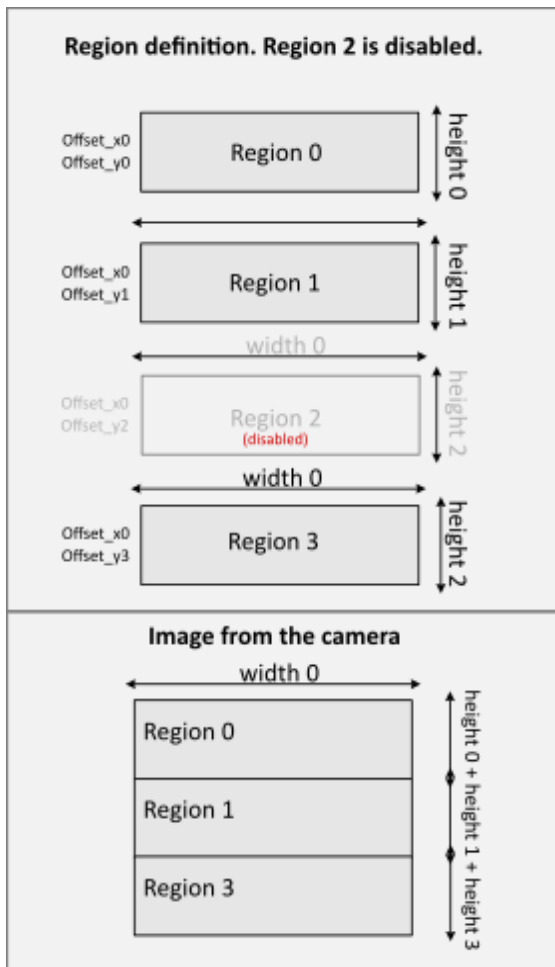 Region definition. Region 2 is disabled.
Offset_x0
Offset_y0
Region 0
height 0
Offset_x0
Offset_y1
Region 1
height 1
width 0
Offset_x0
Offset_y2
Region 2
(disabled)
height 2
width 0
Offset_x0
Offset_y3
Region 3
height 2
Image from the camera
width 0
Region 0
Region 1
Region 3
height 0 + height 1 + height 3